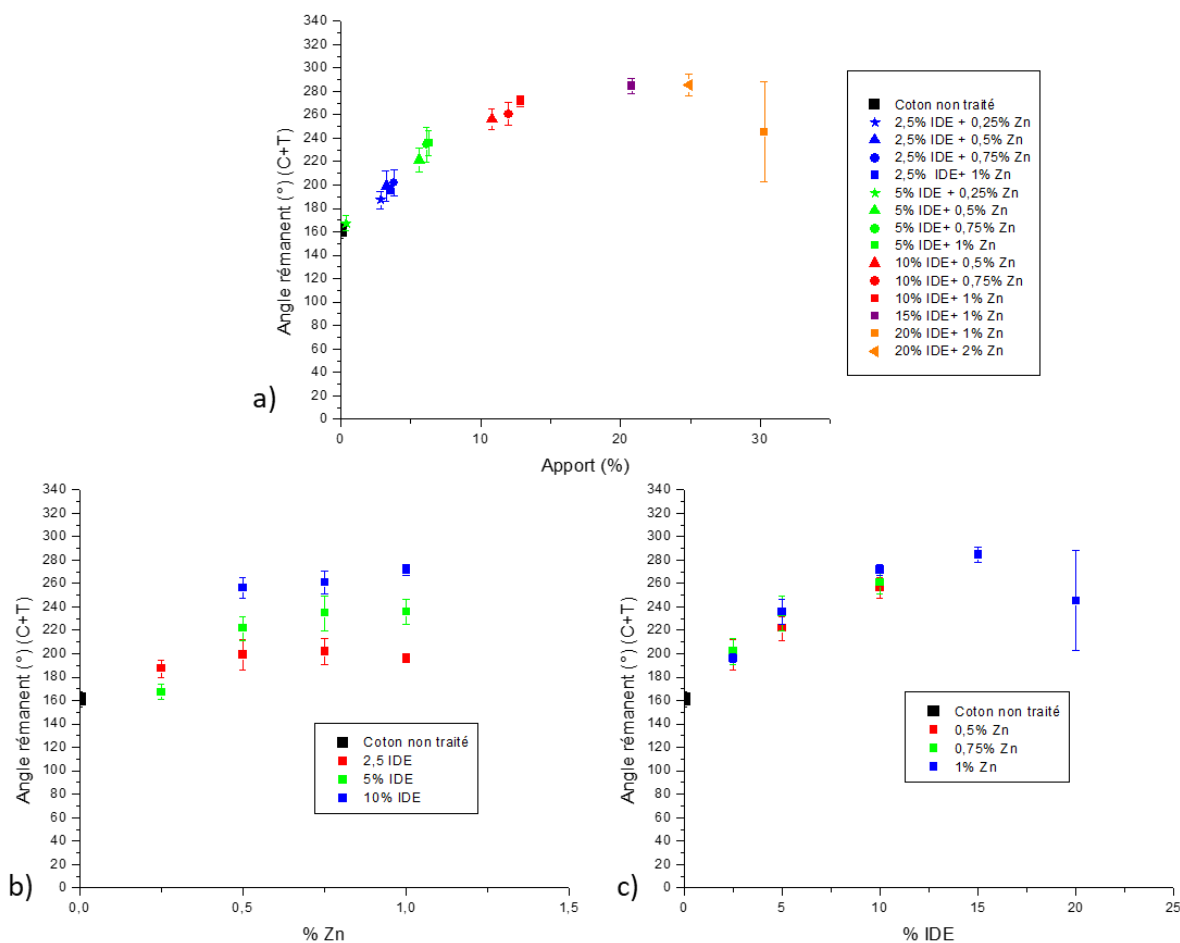 340
320
300
280
260
240
220
200
180
160
140
120
100
80
60
40
20
0
Angle rémanent (°) (C+T)
0
10
20
30
Apport (%)
a)
Coton non traité
2,5% IDE + 0,25% Zn
2,5% IDE + 0,5% Zn
2,5% IDE + 0,75% Zn
2,5% IDE+ 1% Zn
5% IDE + 0,25% Zn
5% IDE+ 0,5% Zn
5% IDE+ 0,75% Zn
5% IDE+ 1% Zn
10% IDE+ 0,5% Zn
10% IDE+ 0,75% Zn
10% IDE+ 1% Zn
15% IDE+ 1% Zn
20% IDE+ 1% Zn
20% IDE+ 2% Zn
340
320
300
280
260
240
220
200
180
160
140
120
100
80
60
40
20
0
Angle rémanent (°) (C+T)
0,0
0,5
1,0
1,5
% Zn
b)
Coton non traité
2,5 IDE
5% IDE
10% IDE
340
320
300
280
260
240
220
200
180
160
140
120
100
80
60
40
20
0
Angle rémanent (°) (C+T)
0
5
10
15
20
25
% IDE
c)
Coton non traité
0,5% Zn
0,75% Zn
1% Zn